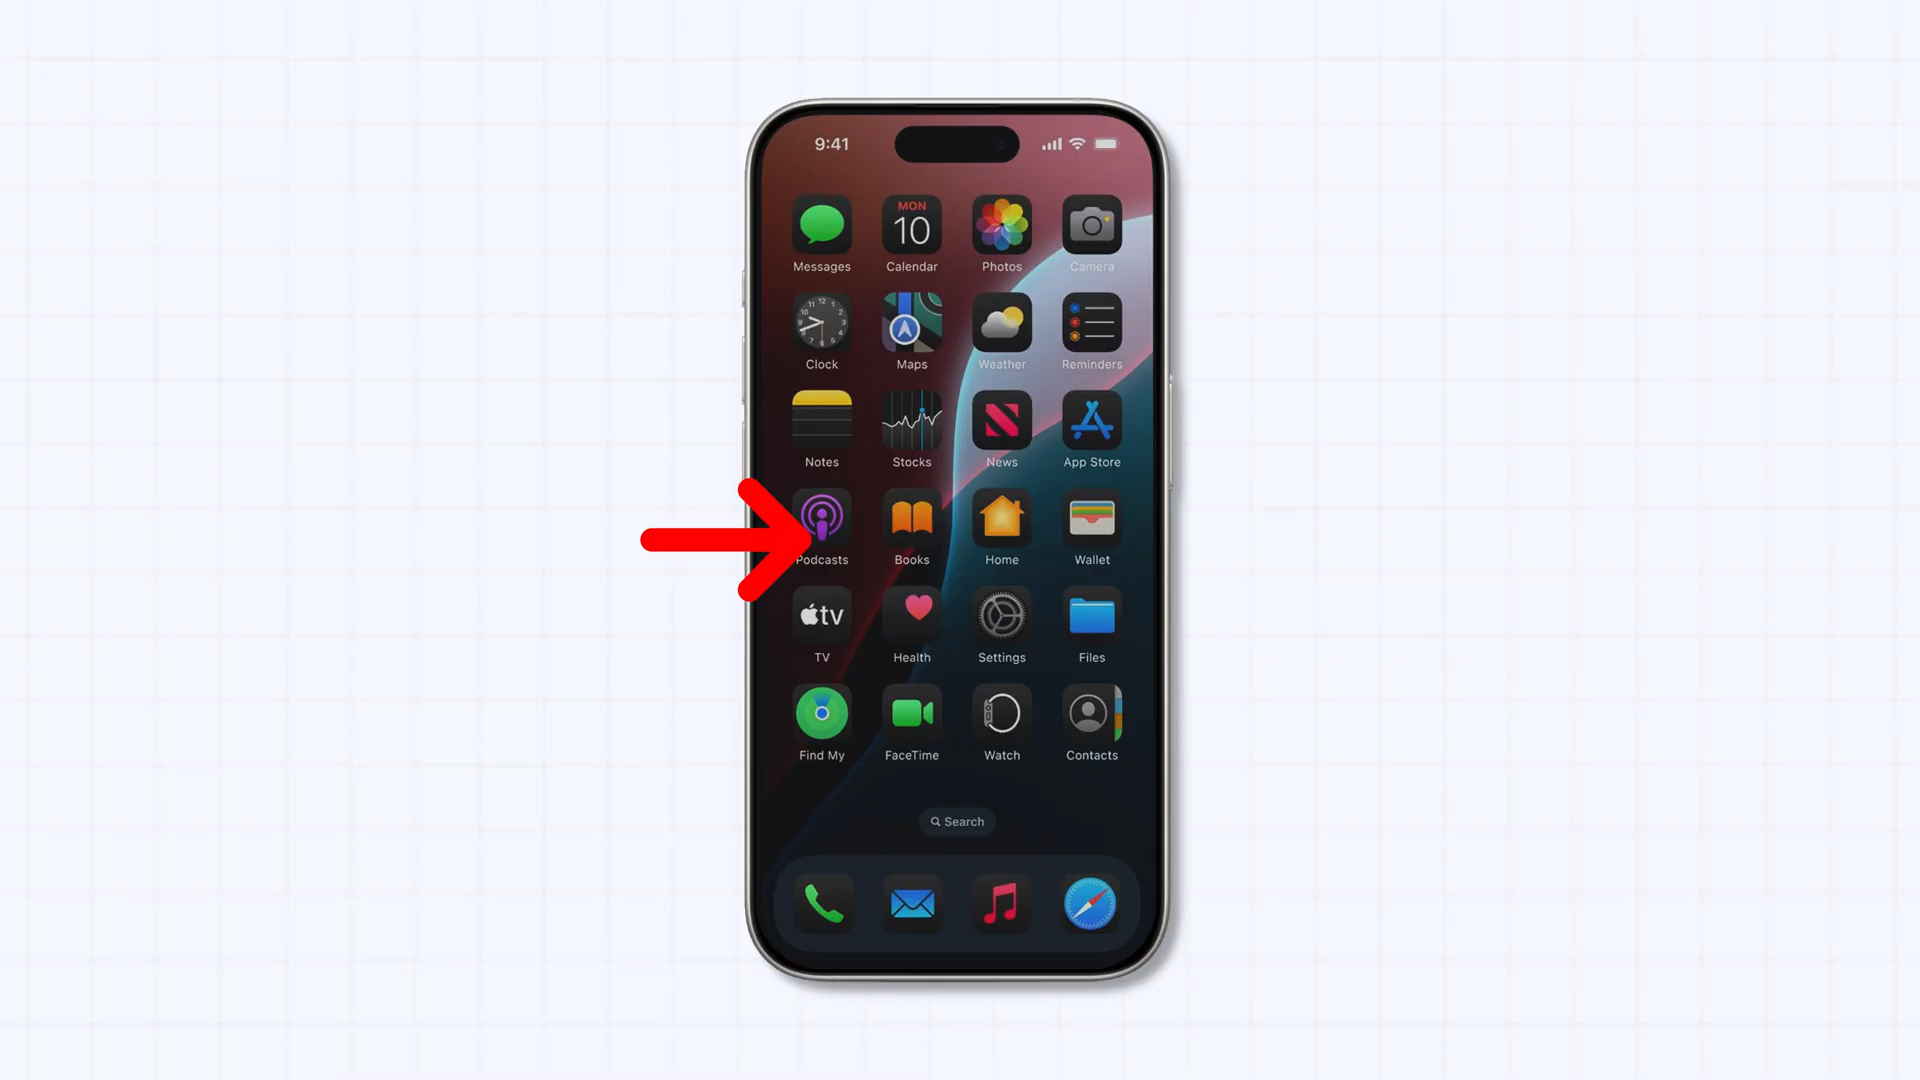 9:41
MON
10
Messages Calendar Photos Camera
Clock Maps Weather Reminders
Notes Stocks News App Store
Podcasts Books Home Wallet
tv
TV Health Settings Files
Find My FaceTime Watch Contacts
Search